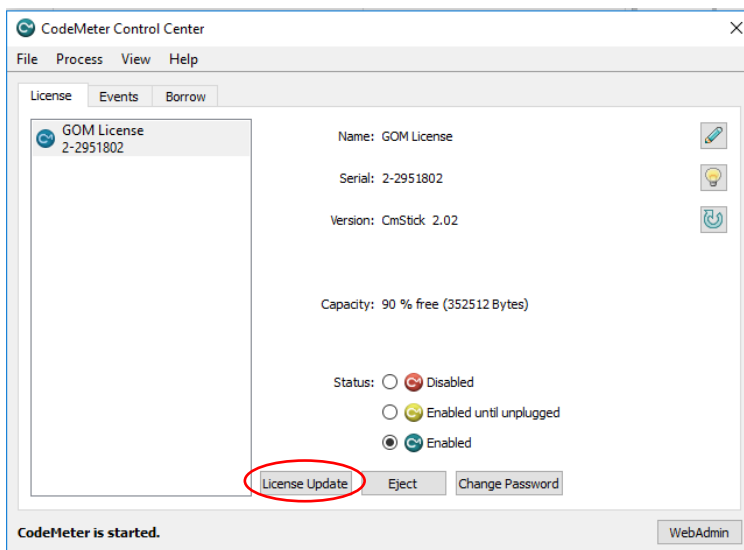 CodeMeter Control Center
File Process View Help
License Events Borrow
GOM License
2-2951802
Name: GOM License
Serial: 2-2951802
Version: CmStick 2.02
Capacity: 90 % free (352512 Bytes)
Status: Disabled
Enabled until unplugged
Enabled
License Update Eject Change Password
CodeMeter is started. WebAdmin